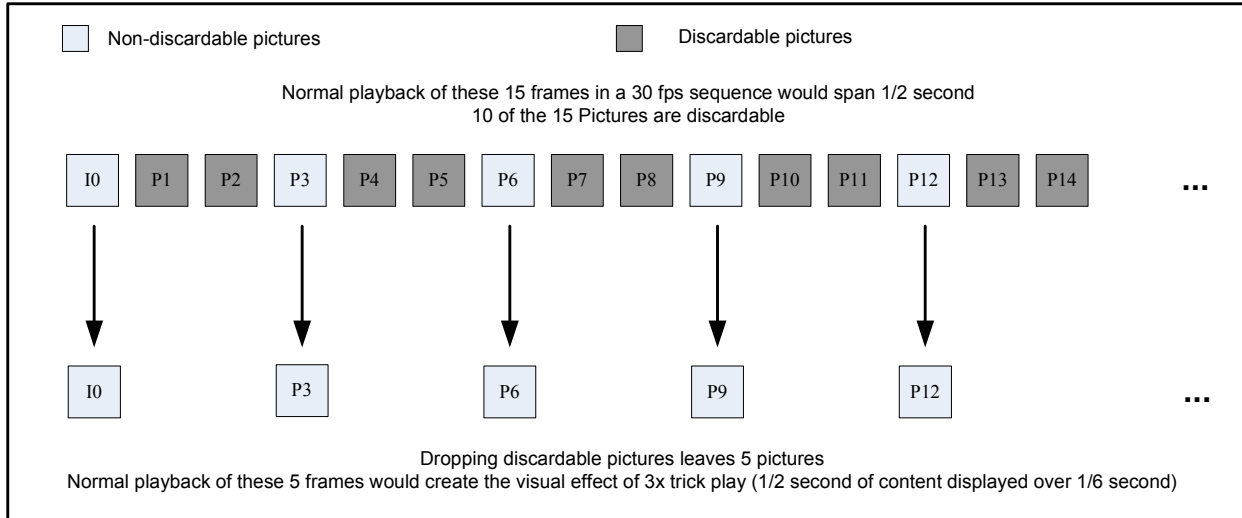 Non-discardable pictures
Discardable pictures
Normal playback of these 15 frames in a 30 fps sequence would span 1/2 second
10 of the 15 Pictures are discardable
I0 P1 P2 P3 P4 P5 P6 P7 P8 P9 P10 P11 P12 P13 P14 ...
I0 P3 P6 P9 P12 ...
Dropping discardable pictures leaves 5 pictures
Normal playback of these 5 frames would create the visual effect of 3x trick play (1/2 second of content displayed over 1/6 second)